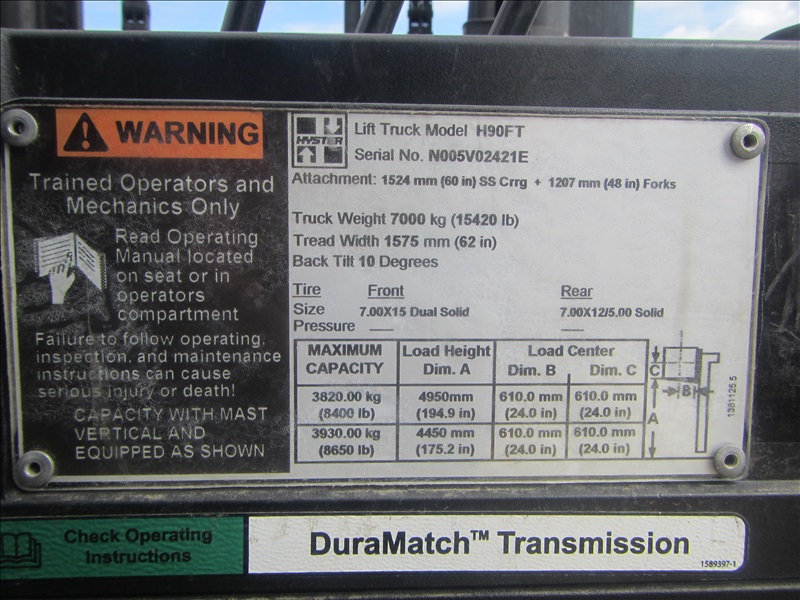 WARNING
Trained Operators and
Mechanics Only
Read Operating
Manual located
on seat or in
operators
compartment
Failure to follow operating,
inspection, and maintenance
instructions can cause
serious injury or death!
CAPACITY WITH MAST
VERTICAL AND
EQUIPPED AS SHOWN
HYSTER
Lift Truck Model H90FT
Serial No. N005V02421E
Attachment: 1524 mm (60 in) SS Crrg + 1207 mm (48 in) Forks
Truck Weight 7000 kg (15420 lb)
Tread Width 1575 mm (62 in)
Back Tilt 10 Degrees
Tire Front Rear
Size 7.00X15 Dual Solid 7.00X12/5.00 Solid
Pressure
MAXIMUM CAPACITY Load Height Dim. A Load Center Dim. B Dim. C
3820.00 kg 4950mm 610.0 mm 610.0 mm
(8400 lb) (194.9 in) (24.0 in) (24.0 in)
3930.00 kg 4450 mm 610.0 mm 610.0 mm
(8650 lb) (175.2 in) (24.0 in) (24.0 in)
C
B
A
1381126.5
Check Operating
Instructions
DuraMatch™ Transmission
1589397-1